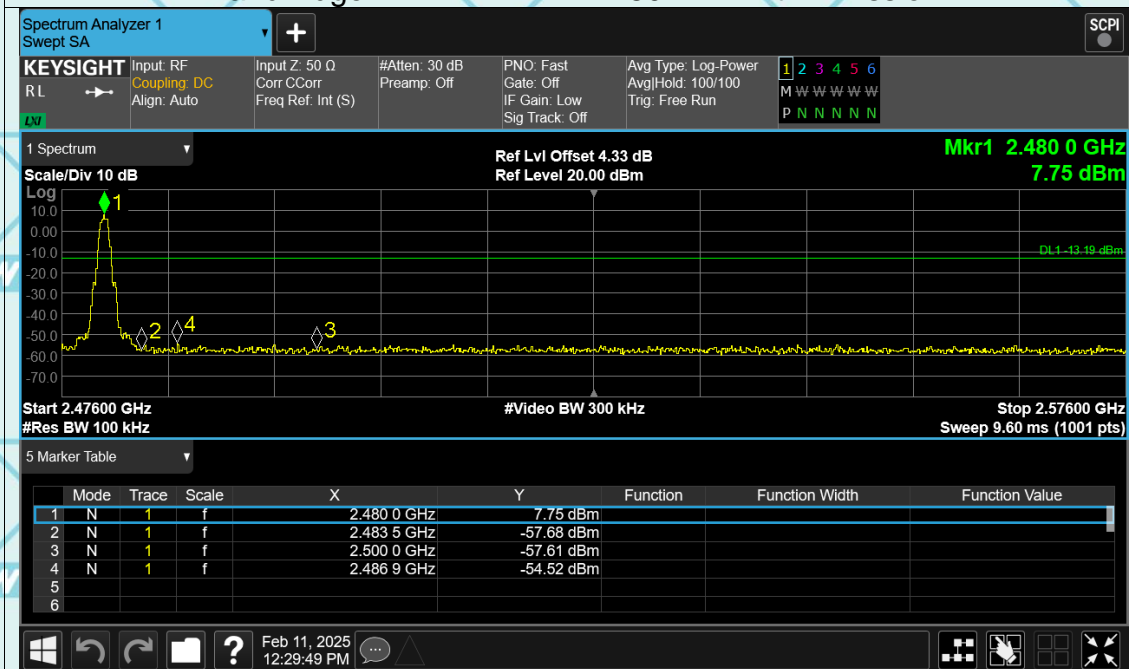 Spectrum Analyzer 1
Swept SA
+
SCPI
KEYSIGHT Input: RF Input Z: 50 Ω #Atten: 30 dB PNO: Fast Avg Type: Log-Power 1 2 3 4 5 6
RL Coupling: DC Corr CCorr Preamp: Off Gate: Off Avg|Hold: 100/100 M W W W W W
Align: Auto Freq Ref: Int (S) IF Gain: Low Trig: Free Run
LXI Sig Track: Off P N N N N N
1 Spectrum Ref Lvl Offset 4.33 dB Mkr1 2.480 0 GHz
Scale/Div 10 dB Ref Level 20.00 dBm 7.75 dBm
Log
1
10.0
0.00
-10.0 DL1 -13.19 dBm
-20.0
-30.0
-40.0
2 4 3
-50.0
-60.0
-70.0
Start 2.47600 GHz #Video BW 300 kHz Stop 2.57600 GHz
#Res BW 100 kHz Sweep 9.60 ms (1001 pts)
5 Marker Table
Mode Trace Scale X Y Function Function Width Function Value
1 N 1 f 2.480 0 GHz 7.75 dBm
2 N 1 f 2.483 5 GHz -57.68 dBm
3 N 1 f 2.500 0 GHz -57.61 dBm
4 N 1 f 2.486 9 GHz -54.52 dBm
5
6
? Feb 11, 2025
12:29:49 PM